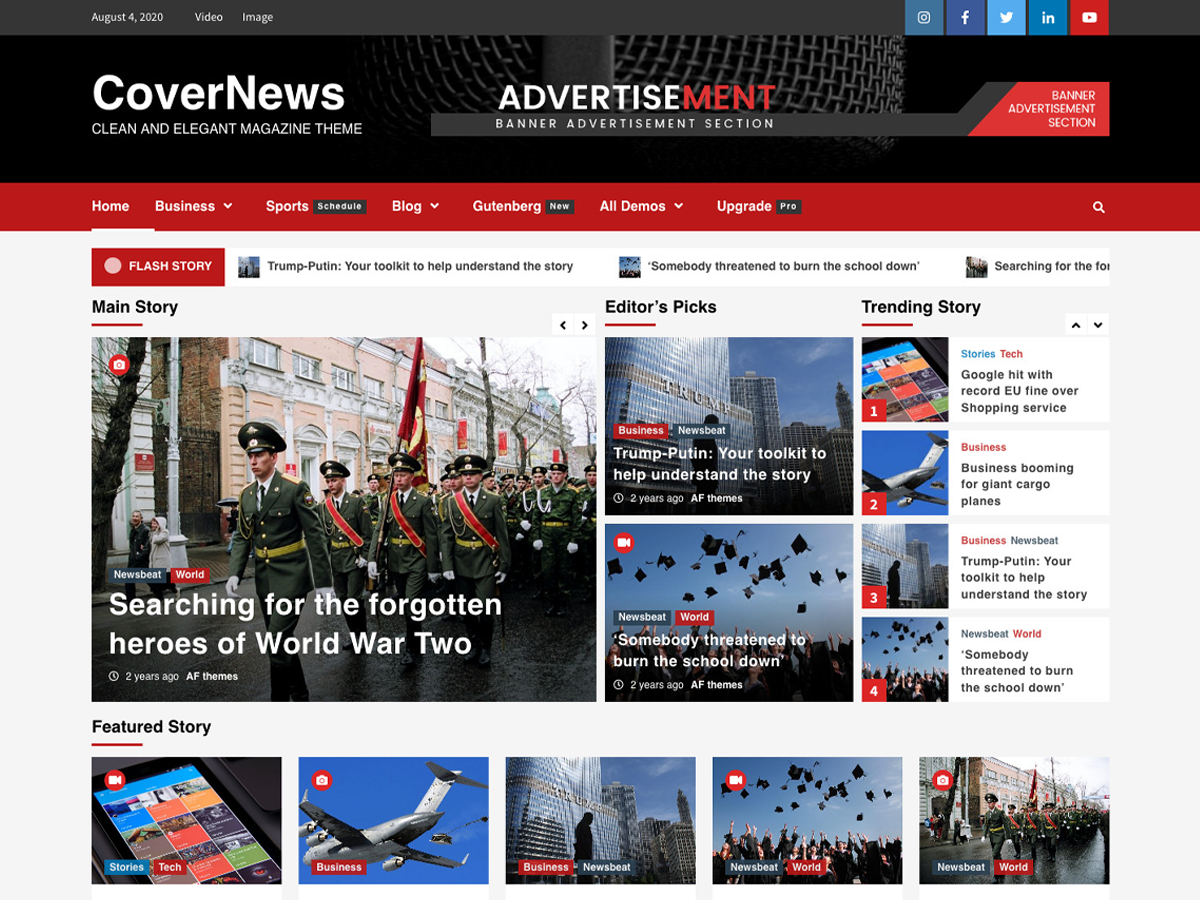 August 4, 2020 Video Image
CoverNews
CLEAN AND ELEGANT MAGAZINE THEME
ADVERTISEMENT
BANNER ADVERTISEMENT SECTION
BANNER
ADVERTISEMENT
SECTION
Home Business Sports Schedule Blog Gutenberg New All Demos Upgrade Pro
FLASH STORY Trump-Putin: Your toolkit to help understand the story ‘Somebody threatened to burn the school down’ Searching for the for
Main Story
Newsbeat World
Searching for the forgotten
heroes of World War Two
2 years ago AF themes
Editor’s Picks
TRUMP
Business Newsbeat
Trump-Putin: Your toolkit to
help understand the story
2 years ago AF themes
Newsbeat World
‘Somebody threatened to
burn the school down’
2 years ago AF themes
Trending Story
1
Stories Tech
Google hit with
record EU fine over
Shopping service
2
Business
Business booming
for giant cargo
planes
3
Business Newsbeat
Trump-Putin: Your
toolkit to help
understand the story
4
Newsbeat World
‘Somebody
threatened to burn
the school down’
Featured Story
Stories Tech
Business
Business Newsbeat
Newsbeat World
Newsbeat World